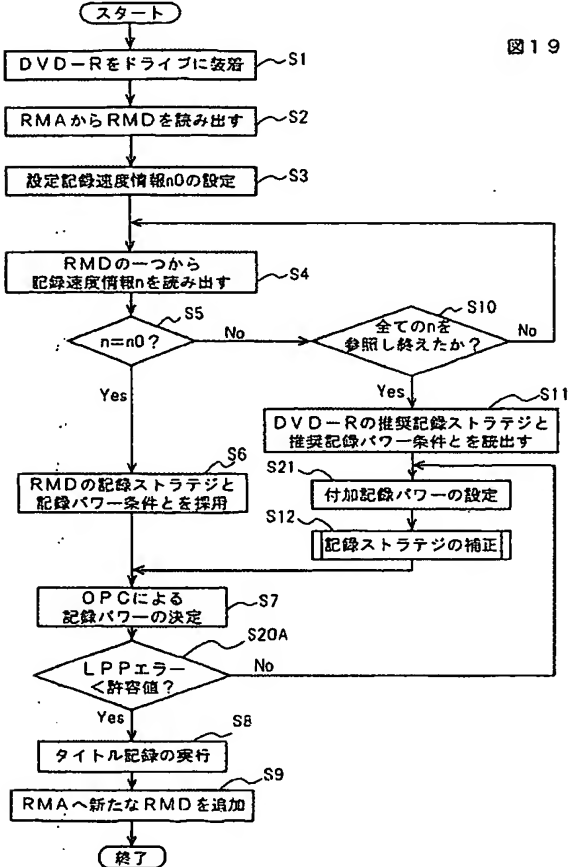 スタート
図19
DVD-Rをドライブに装着
S1
RMAからRMDを読み出す
S2
設定記録速度情報n0の設定
S3
RMDの一つから
記録速度情報nを読み出す
S4
S5
n=n0?
No
S10
全てのnを
参照し終えたか?
No
Yes
Yes
S11
DVD-Rの推奨記録ストラテジと
推奨記録パワー条件とを読出す
S6
RMDの記録ストラテジと
記録パワー条件とを採用
S21
付加記録パワーの設定
S12
記録ストラテジの補正
OPCによる
記録パワーの決定
S7
S20A
LPPエラー
<許容値?
No
Yes
S8
タイトル記録の実行
S9
RMAへ新たなRMDを追加
終了